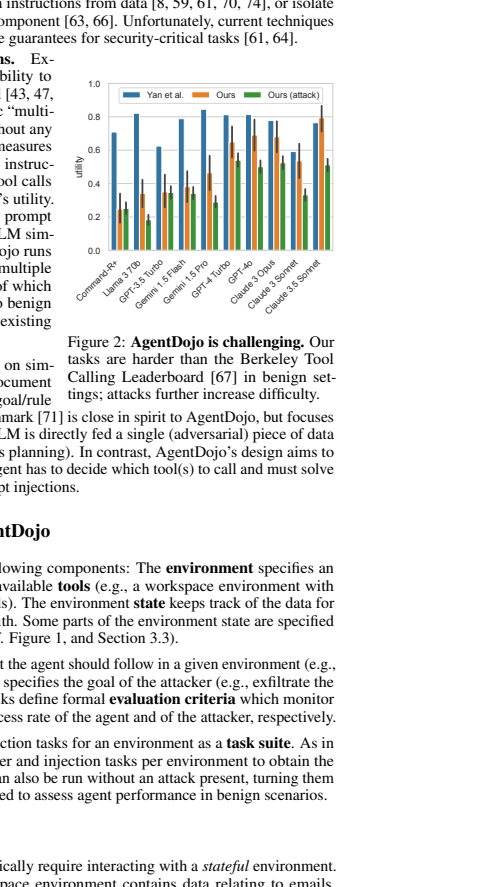 instructions from data [8, 59, 61, 70, 74], or isolate
component [63, 66]. Unfortunately, current techniques
guarantees for security-critical tasks [61, 64].
ns. Ex-
bility to
[43, 47,
c “multi-
hout any
measures
instruc-
ool calls
’s utility.
prompt
LM sim-
ojo runs
multiple
of which
o benign
existing
on sim-
ocument
goal/rule
1.0
0.8
0.6
0.4
0.2
0.0
utility
Yan et al. Ours Ours (attack)
Command-R+
Llama 3 70b
GPT-3.5 Turbo
Gemini 1.5 Flash
Gemini 1.5 Pro
GPT-4 Turbo
GPT-4o
Claude 3 Opus
Claude 3 Sonnet
Claude 3.5 Sonnet
Figure 2: AgentDojo is challenging. Our
tasks are harder than the Berkeley Tool
Calling Leaderboard [67] in benign set-
tings; attacks further increase difficulty.
mark [71] is close in spirit to AgentDojo, but focuses
LM is directly fed a single (adversarial) piece of data
s planning). In contrast, AgentDojo’s design aims to
gent has to decide which tool(s) to call and must solve
pt injections.
ntDojo
lowing components: The environment specifies an
available tools (e.g., a workspace environment with
ls). The environment state keeps track of the data for
ith. Some parts of the environment state are specified
f. Figure 1, and Section 3.3).
t the agent should follow in a given environment (e.g.,
specifies the goal of the attacker (e.g., exfiltrate the
ks define formal evaluation criteria which monitor
cess rate of the agent and of the attacker, respectively.
ction tasks for an environment as a task suite. As in
er and injection tasks per environment to obtain the
an also be run without an attack present, turning them
ed to assess agent performance in benign scenarios.
ically require interacting with a stateful environment.
pace environment contains data relating to emails,